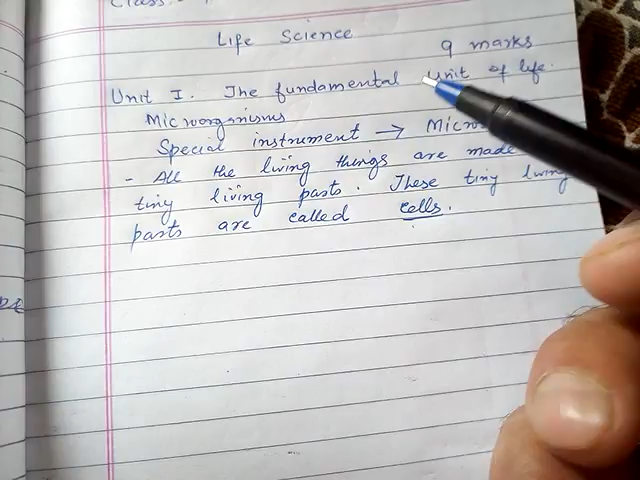 Class
Life Science
9 marks
Unit I. The fundamental unit of life.
Microorganisms
Special instrument →
- All the living things are made
tiny living parts. These tiny living
parts are called cells.